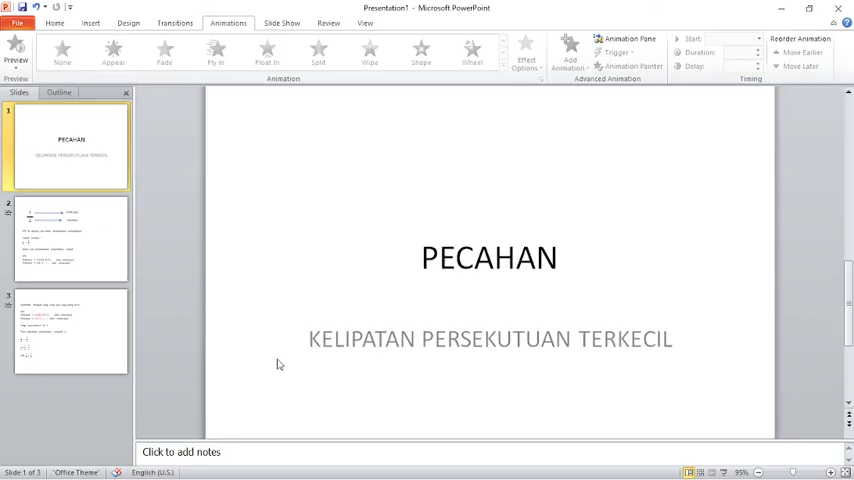 Presentation1 - Microsoft PowerPoint
File Home Insert Design Transitions Animations Slide Show Review View
Preview None Appear Fade Fly In Float In Split Wipe Shape Wheel Effect Options Add Animation Animation Pane Trigger Animation Painter Start: Duration: Delay: Reorder Animation Move Earlier Move Later
Preview Animation Advanced Animation Timing
Slides Outline
1
PECAHAN
KELIPATAN PERSEKUTUAN TERKECIL
2
3
PECAHAN
KELIPATAN PERSEKUTUAN TERKECIL
Click to add notes
Slide 1 of 3 "Office Theme" English (U.S.) 95%